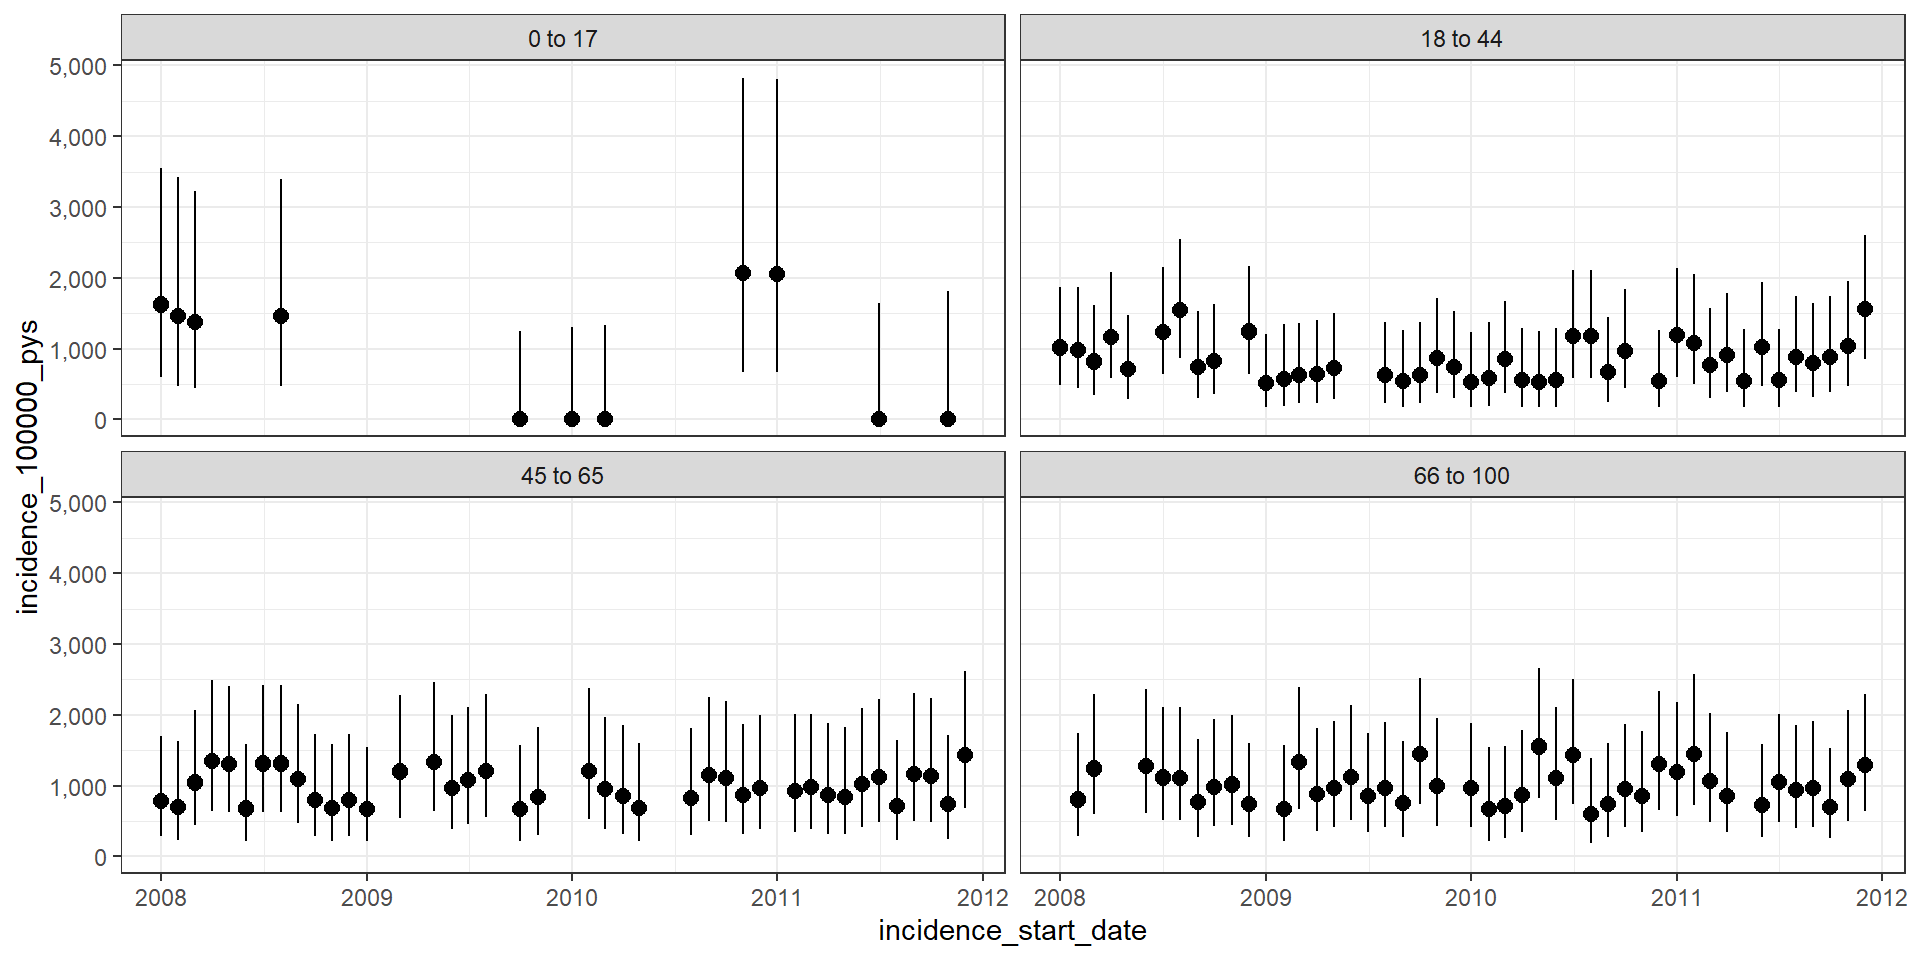 0 to 17
18 to 44
5,000
4,000
3,000
2,000
1,000
0
45 to 65
66 to 100
5,000
4,000
3,000
2,000
1,000
0
incidence_100000_pys
2008 2009 2010 2011 2012
2008 2009 2010 2011 2012
incidence_start_date